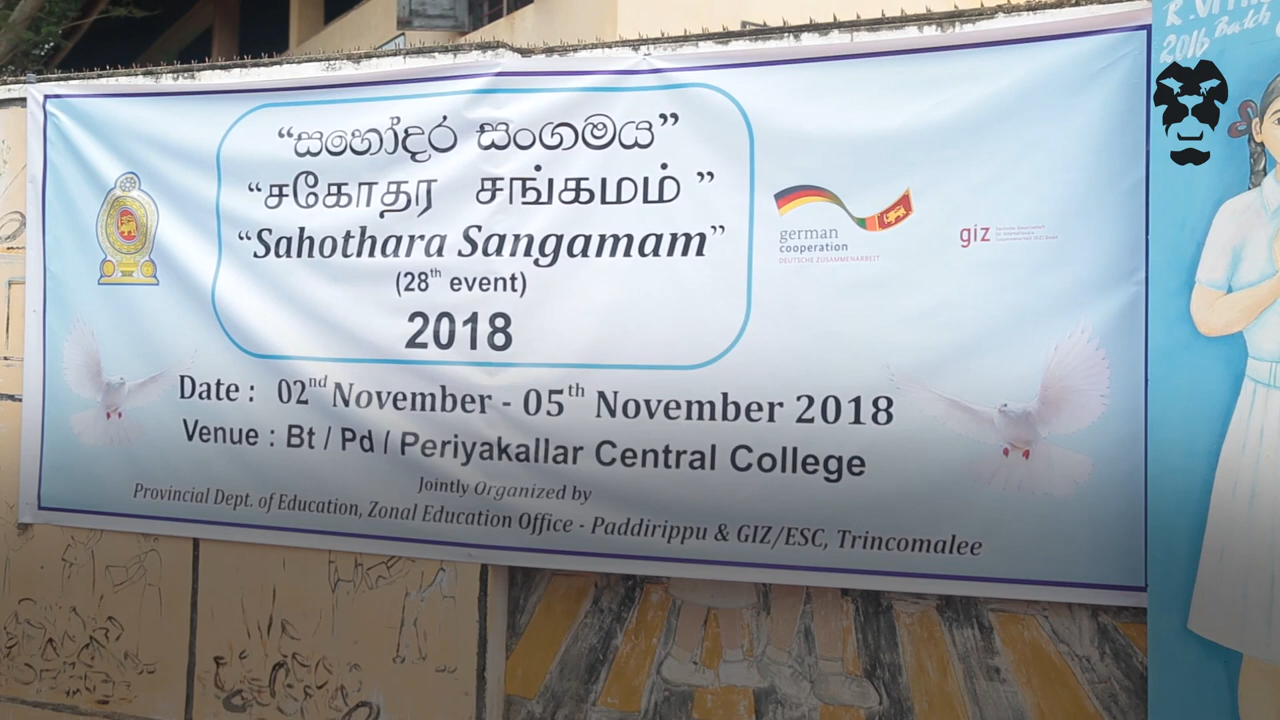 “සහෝදර සංගමය”
“சகோதர சங்கமம் ”
“Sahothara Sangamam”
(28th event)
2018
german
cooperation
DEUTSCHE ZUSAMMENARBEIT
giz
Date : 02nd November - 05th November 2018
Venue : Bt / Pd / Periyakallar Central College
Jointly Organized by
Provincial Dept. of Education, Zonal Education Office - Paddirippu & GIZ/ESC, Trincomalee
2016 Batch